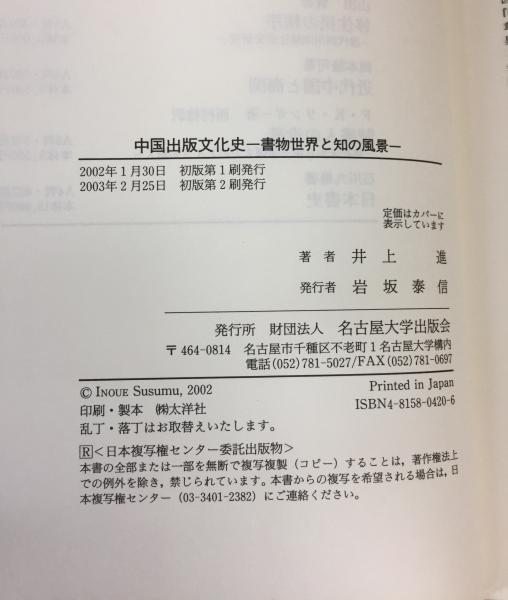 中国出版文化史―書物世界と知の風景―
2002年1月30日　初版第1刷発行
2003年2月25日　初版第2刷発行
定価はカバーに
表示しています
著者　井上　進
発行者　岩坂泰信
発行所　財団法人　名古屋大学出版会
〒464-0814　名古屋市千種区不老町1名古屋大学構内
電話(052)781-5027/FAX(052)781-0697
© INOUE Susumu, 2002
Printed in Japan
印刷・製本　㈱太洋社
ISBN4-8158-0420-6
乱丁・落丁はお取替えいたします。
R＜日本複写権センター委託出版物＞
本書の全部または一部を無断で複写複製（コピー）することは，著作権法上
での例外を除き，禁じられています。本書からの複写を希望される場合は，日
本複写権センター（03-3401-2382）にご連絡ください。